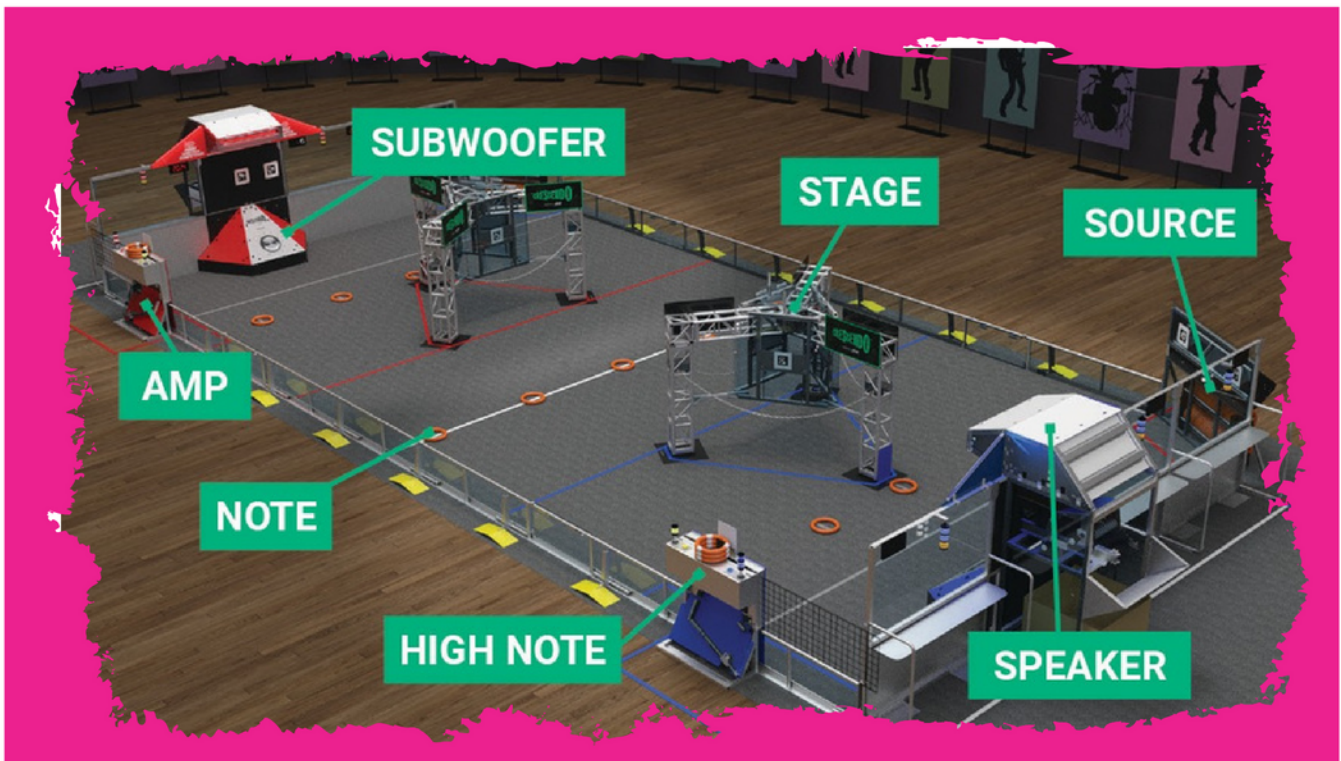 SUBWOOFER
STAGE
SOURCE
AMP
NOTE
HIGH NOTE
SPEAKER